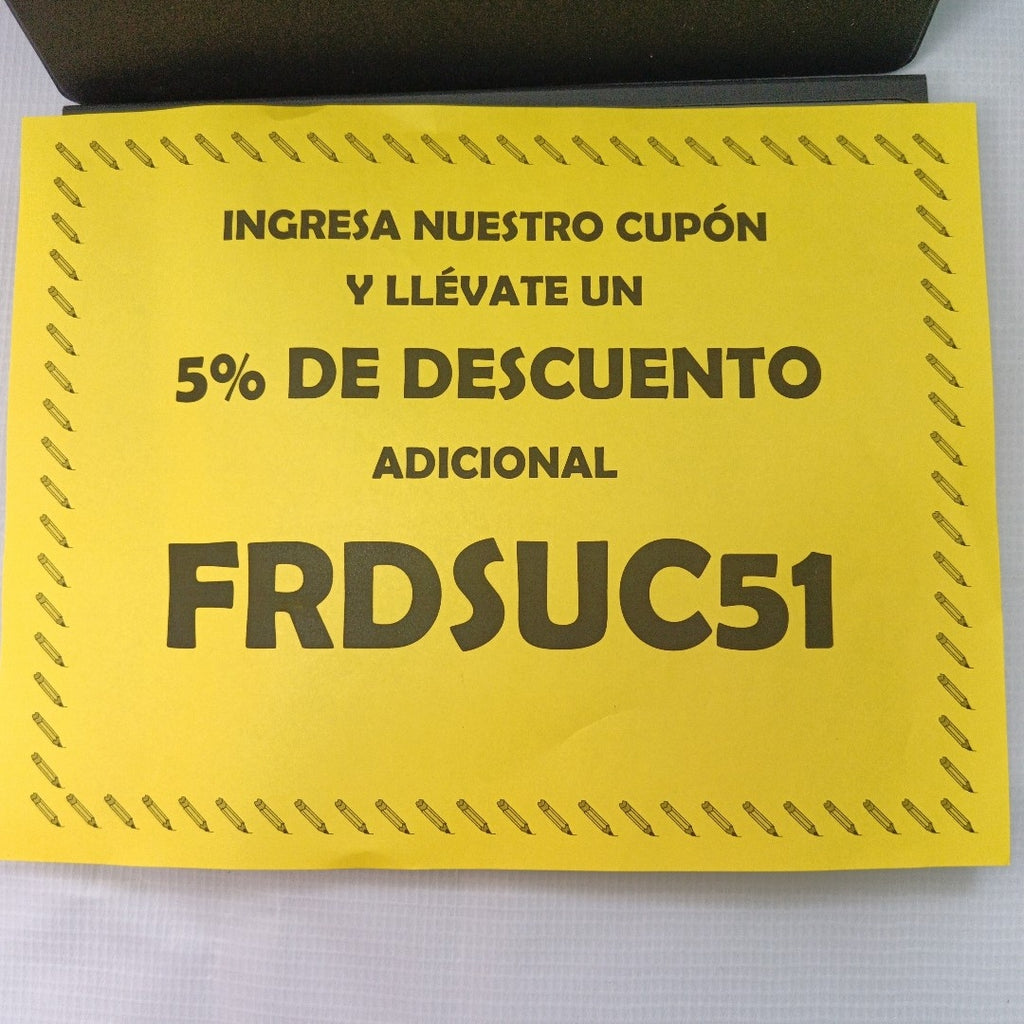 INGRESA NUESTRO CUPÓN
Y LLÉVATE UN
5% DE DESCUENTO
ADICIONAL
FRDSUC51